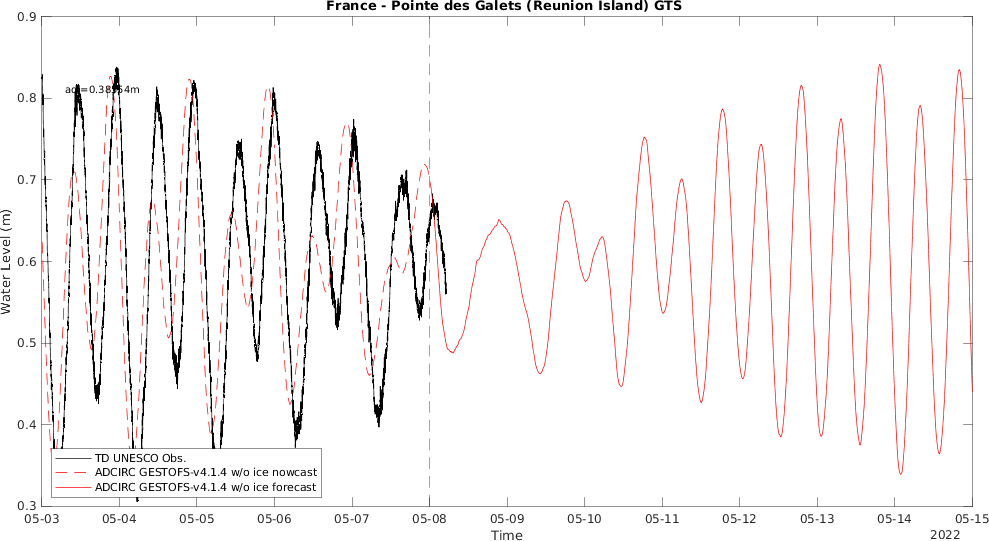 France - Pointe des Galets (Reunion Island) GTS
0.9
0.8
0.7
0.6
0.5
0.4
0.3
Water Level (m)
TD UNESCO Obs.
ADCIRC GESTOFS-v4.1.4 w/o ice nowcast
ADCIRC GESTOFS-v4.1.4 w/o ice forecast
05-03 05-04 05-05 05-06 05-07 05-08 05-09 05-10 05-11 05-12 05-13 05-14 05-15
Time
2022